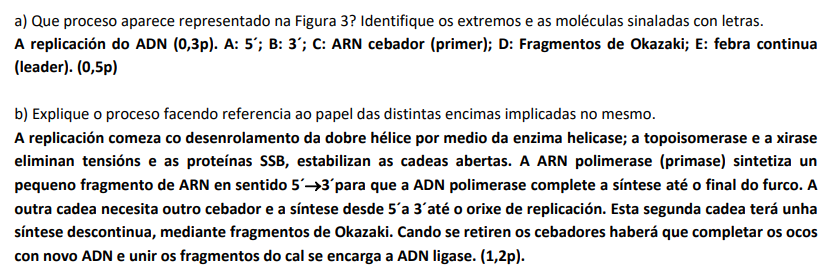 a) Que proceso aparece representado na Figura 3? Identifique os extremos e as moléculas sinaladas con letras.
A replicación do ADN (0,3p). A: 5´; B: 3´; C: ARN cebador (primer); D: Fragmentos de Okazaki; E: febra continua
(leader). (0,5p)
b) Explique o proceso facendo referencia ao papel das distintas encimas implicadas no mesmo.
A replicación comeza co desenrolamento da dobre hélice por medio da enzima helicase; a topoisomerase e a xirase
eliminan tensións e as proteínas SSB, estabilizan as cadeas abertas. A ARN polimerase (primase) sintetiza un
pequeno fragmento de ARN en sentido 5´→3´para que a ADN polimerase complete a síntese até o final do furco. A
outra cadea necesita outro cebador e a síntese desde 5´a 3´até o orixe de replicación. Esta segunda cadea terá unha
síntese descontinua, mediante fragmentos de Okazaki. Cando se retiren os cebadores haberá que completar os ocos
con novo ADN e unir os fragmentos do cal se encarga a ADN ligase. (1,2p).